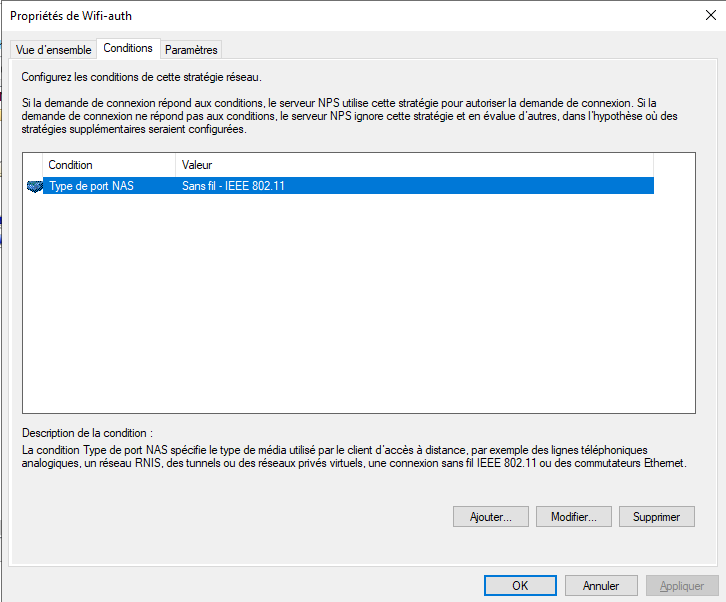 Propriétés de Wifi-auth
Vue d'ensemble
Conditions
Paramètres
Configurez les conditions de cette stratégie réseau.
Si la demande de connexion répond aux conditions, le serveur NPS utilise cette stratégie pour autoriser la demande de connexion. Si la
demande de connexion ne répond pas aux conditions, le serveur NPS ignore cette stratégie et en évalue d'autres, dans l'hypothèse où des
stratégies supplémentaires seraient configurées.
Condition
Valeur
Type de port NAS
Sans fil - IEEE 802.11
Description de la condition :
La condition Type de port NAS spécifie le type de média utilisé par le client d'accès à distance, par exemple des lignes téléphoniques
analogiques, un réseau RNIS, des tunnels ou des réseaux privés virtuels, une connexion sans fil IEEE 802.11 ou des commutateurs Ethernet.
Ajouter...
Modifier...
Supprimer
OK
Annuler
Appliquer